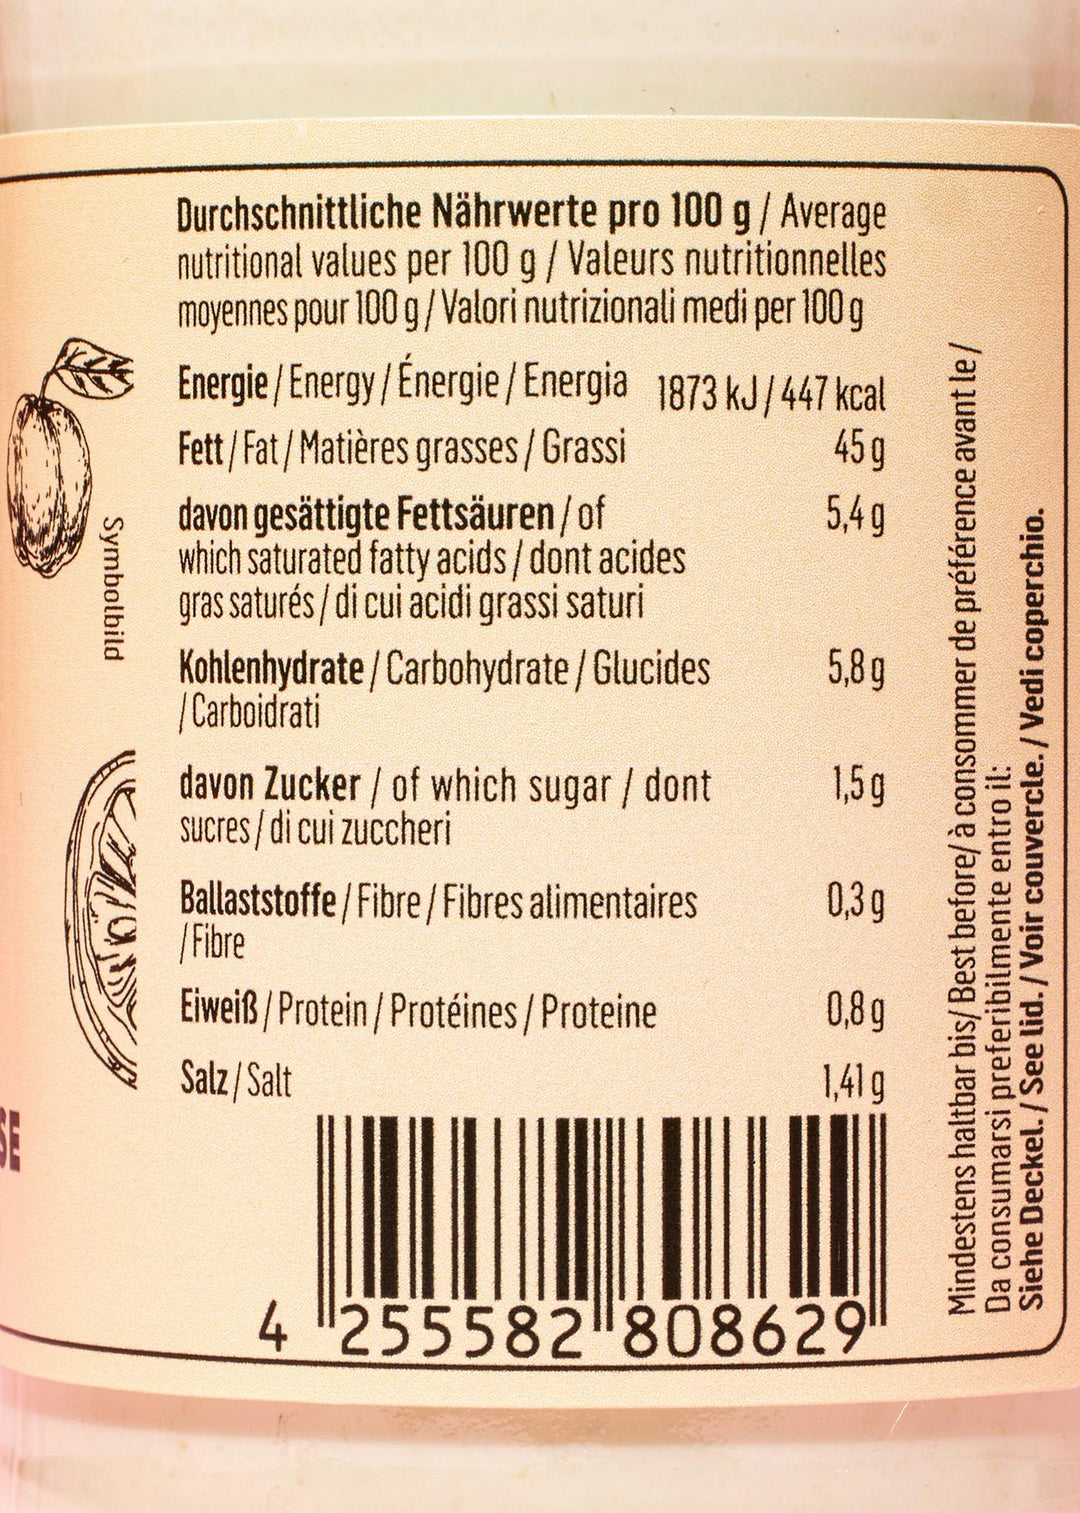 Durchschnittliche Nährwerte pro 100 g / Average
nutritional values per 100 g / Valeurs nutritionnelles
moyennes pour 100 g / Valori nutrizionali medi per 100 g
Energie / Energy / Énergie / Energia 1873 kJ / 447 kcal
Fett / Fat / Matières grasses / Grassi 45 g
davon gesättigte Fettsäuren / of 5,4 g
which saturated fatty acids / dont acides
gras saturés / di cui acidi grassi saturi
Kohlenhydrate / Carbohydrate / Glucides 5,8 g
/ Carboidrati
davon Zucker / of which sugar / dont 1,5 g
sucres / di cui zuccheri
Ballaststoffe / Fibre / Fibres alimentaires 0,3 g
/ Fibre
Eiweiß / Protein / Protéines / Proteine 0,8 g
Salz / Salt 1,41 g
4 255582 808629
Symbolbild
SE
Mindestens haltbar bis/ Best before/ à consommer de préférence avant le /
Da consumarsi preferibilmente entro il:
Siehe Deckel. / See lid. / Voir couvercle. / Vedi coperchio.